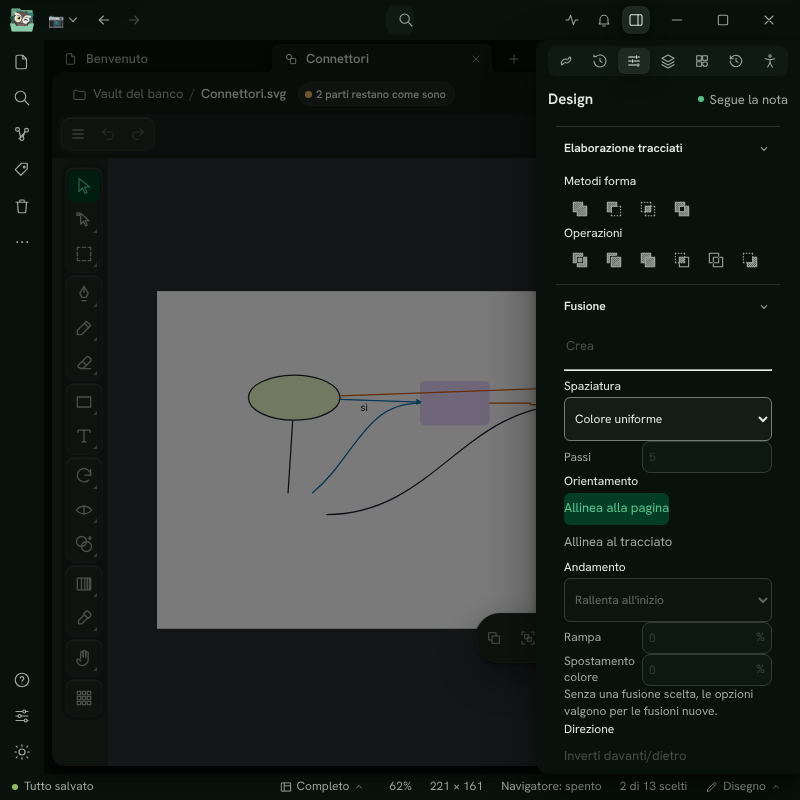 Benvenuto
Connettori
Vault del banco / Connettori.svg
2 parti restano come sono
sì
Design
Segue la nota
Elaborazione tracciati
Metodi forma
Operazioni
Fusione
Crea
Spaziatura
Colore uniforme
Passi
5
Orientamento
Allinea alla pagina
Allinea al tracciato
Andamento
Rallenta all'inizio
Rampa
0 %
Spostamento
colore
0 %
Senza una fusione scelta, le opzioni
valgono per le fusioni nuove.
Direzione
Inverti davanti/dietro
Tutto salvato
Completo
62%
221 × 161
Navigatore: spento
2 di 13 scelti
Disegno